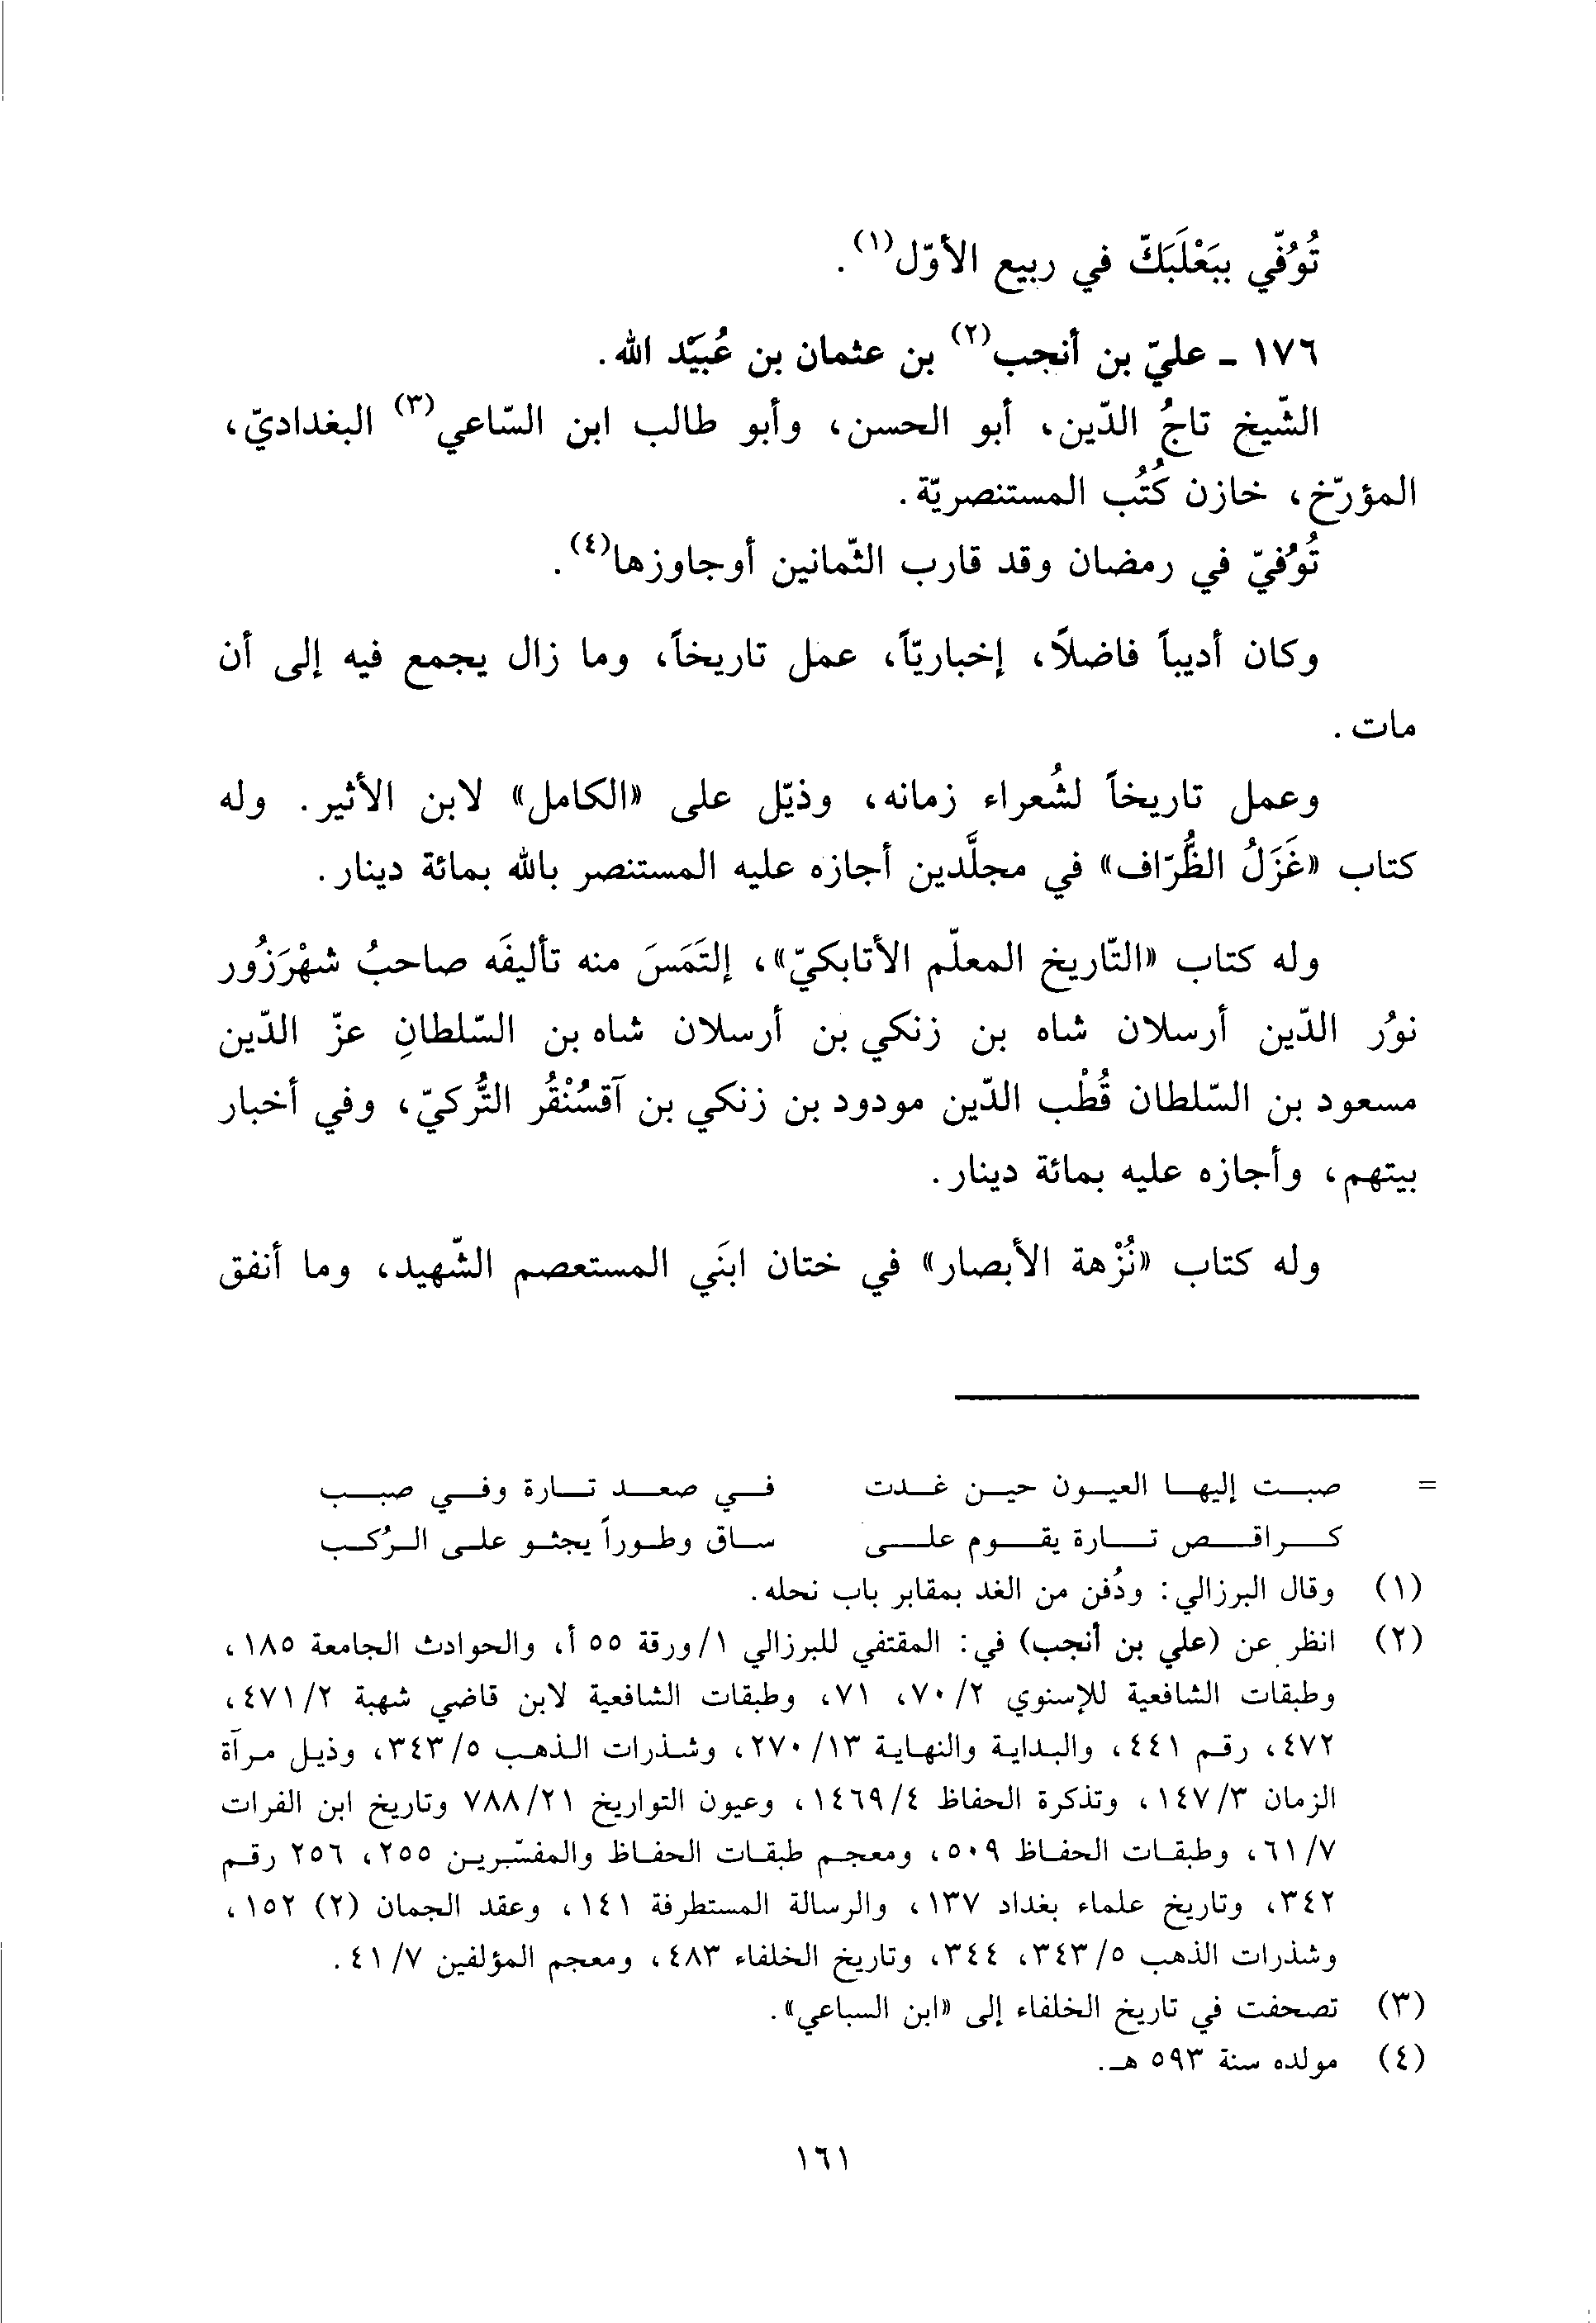 تُوُفّي ببَعْلَبَكّ في ربيع الأوّل(١).
١٧٦ - عليّ بن أنجب(٢) بن عثمان بن عُبَيْد الله.
الشّيخ تاجُ الدّين، أبو الحسن، وأبو طالب ابن السّاعي(٣) البغداديّ،
المؤرّخ، خازن كُتُب المستنصريّة.
تُوُفيّ في رمضان وقد قارب الثّمانين أوجاوزها(٤).
وكان أديباً فاضلاً، إخباريّاً، عمل تاريخاً، وما زال يجمع فيه إلى أن
مات.
وعمل تاريخاً لشُعراء زمانه، وذيّل على «الكامل» لابن الأثير. وله
كتاب «غَزَلُ الظُّرّاف» في مجلَّدين أجازه عليه المستنصر بالله بمائة دينار.
وله كتاب «التّاريخ المعلّم الأتابكيّ»، إلتَمَسَ منه تأليفَه صاحبُ شهْرَزُور
نوُر الدّين أرسلان شاه بن زنكي بن أرسلان شاه بن السّلطانِ عزّ الدّين
مسعود بن السّلطان قُطْب الدّين مودود بن زنكي بن آقسُنْقُر التُّركيّ، وفي أخبار
بيتهم، وأجازه عليه بمائة دينار.
وله كتاب «نُزْهة الأبصار» في ختان ابنَي المستعصم الشّهيد، وما أنفق
= صبت إليها العيون حين غدت في صعد تارة وفي صبب
كراقص تارة يقوم على ساق وطوراً يجثو على الرُكب
(١) وقال البرزالي: ودُفن من الغد بمقابر باب نحله.
(٢) انظر عن (علي بن أنجب) في: المقتفي للبرزالي ١/ورقة ٥٥ أ، والحوادث الجامعة ١٨٥،
وطبقات الشافعية للإسنوي ٢/ ٧٠، ٧١، وطبقات الشافعية لابن قاضي شهبة ٢/ ٤٧١،
٤٧٢، رقم ٤٤١، والبداية والنهاية ١٣/ ٢٧٠، وشذرات الذهب ٥/ ٣٤٣، وذيل مرآة
الزمان ٣/ ١٤٧، وتذكرة الحفاظ ٤/ ١٤٦٩، وعيون التواريخ ٢١/ ٧٨٨ وتاريخ ابن الفرات
٧/ ٦١، وطبقات الحفاظ ٥٠٩، ومعجم طبقات الحفاظ والمفسّرين ٢٥٥، ٢٥٦ رقم
٣٤٢، وتاريخ علماء بغداد ١٣٧، والرسالة المستطرفة ١٤١، وعقد الجمان (٢) ١٥٢،
وشذرات الذهب ٥/ ٣٤٣، ٣٤٤، وتاريخ الخلفاء ٤٨٣، ومعجم المؤلفين ٧/ ٤١.
(٣) تصحفت في تاريخ الخلفاء إلى «ابن السباعي».
(٤) مولده سنة ٥٩٣ هـ.
١٦١